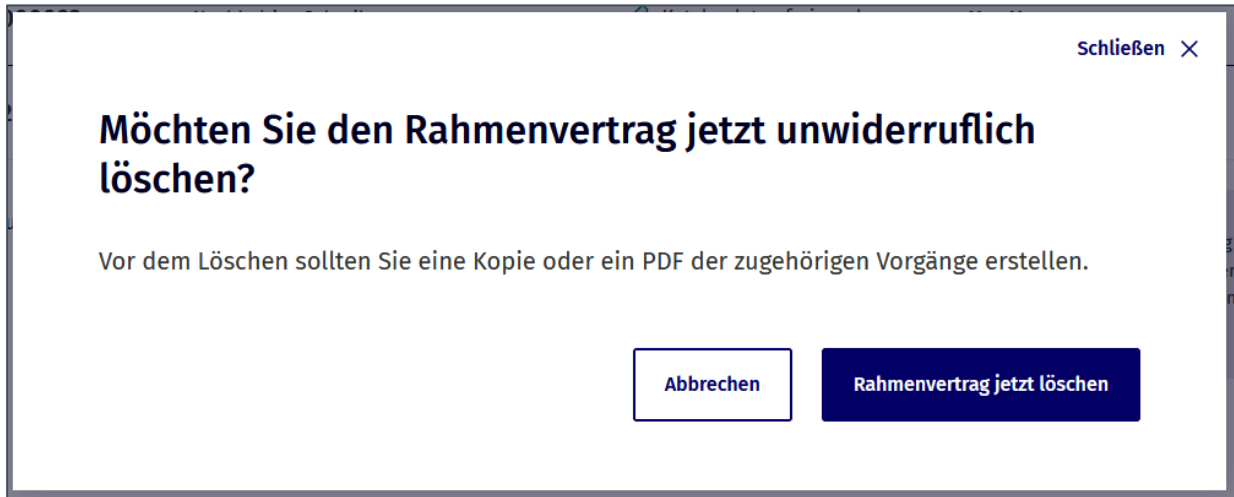 Schließen
Möchten Sie den Rahmenvertrag jetzt unwiderruflich
löschen?
Vor dem Löschen sollten Sie eine Kopie oder ein PDF der zugehörigen Vorgänge erstellen.
Abbrechen
Rahmenvertrag jetzt löschen